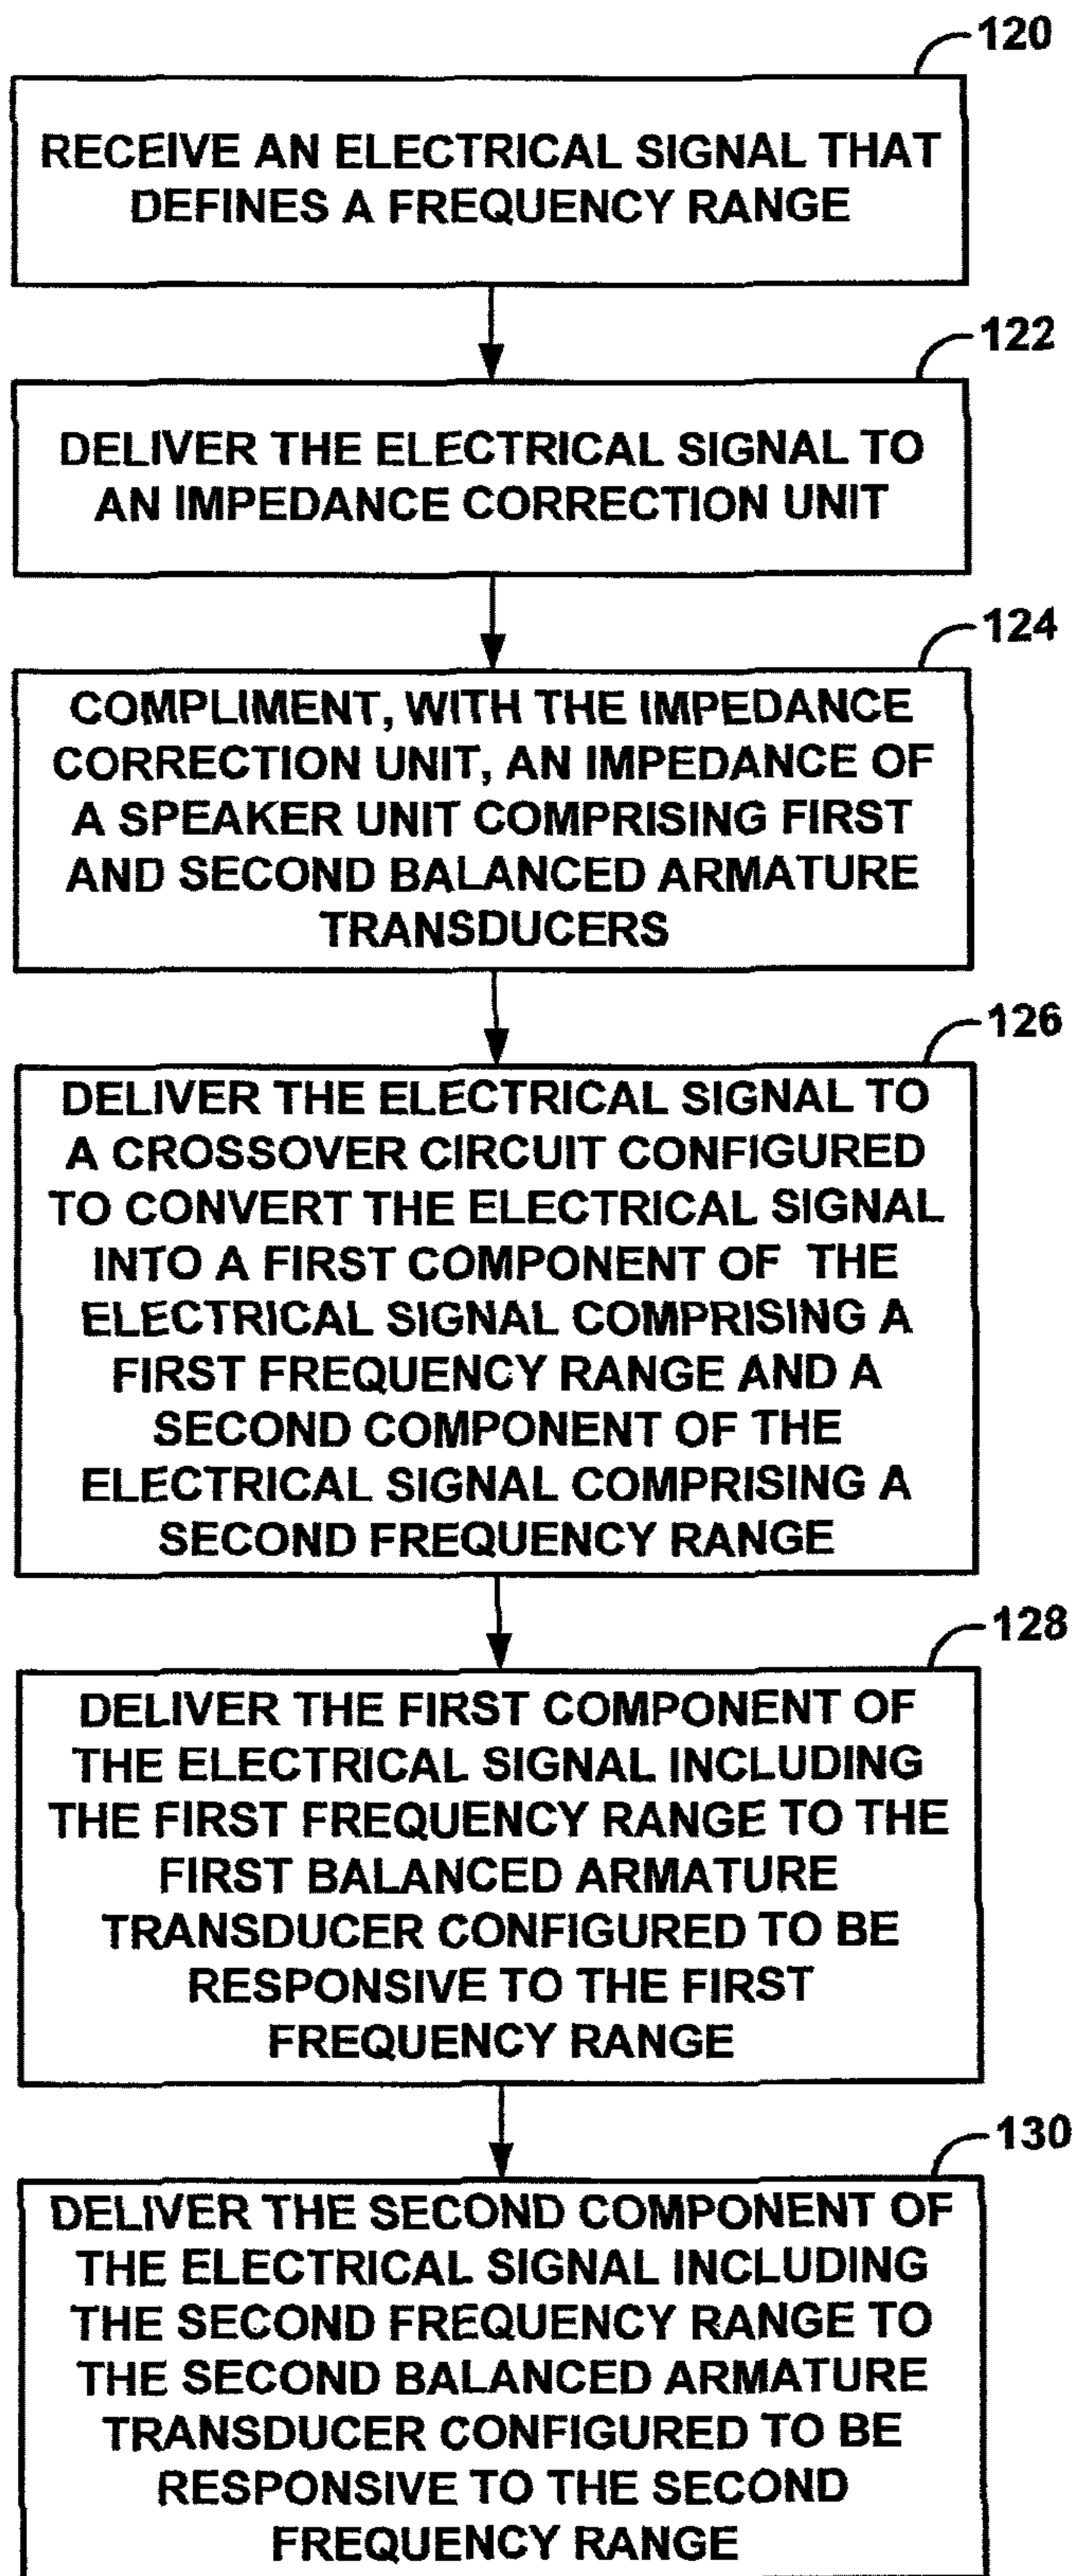 120
RECEIVE AN ELECTRICAL SIGNAL THAT
DEFINES A FREQUENCY RANGE
122
DELIVER THE ELECTRICAL SIGNAL TO
AN IMPEDANCE CORRECTION UNIT
124
COMPLIMENT, WITH THE IMPEDANCE
CORRECTION UNIT, AN IMPEDANCE OF
A SPEAKER UNIT COMPRISING FIRST
AND SECOND BALANCED ARMATURE
TRANSDUCERS
126
DELIVER THE ELECTRICAL SIGNAL TO
A CROSSOVER CIRCUIT CONFIGURED
TO CONVERT THE ELECTRICAL SIGNAL
INTO A FIRST COMPONENT OF THE
ELECTRICAL SIGNAL COMPRISING A
FIRST FREQUENCY RANGE AND A
SECOND COMPONENT OF THE
ELECTRICAL SIGNAL COMPRISING A
SECOND FREQUENCY RANGE
128
DELIVER THE FIRST COMPONENT OF
THE ELECTRICAL SIGNAL INCLUDING
THE FIRST FREQUENCY RANGE TO THE
FIRST BALANCED ARMATURE
TRANSDUCER CONFIGURED TO BE
RESPONSIVE TO THE FIRST
FREQUENCY RANGE
130
DELIVER THE SECOND COMPONENT OF
THE ELECTRICAL SIGNAL INCLUDING
THE SECOND FREQUENCY RANGE TO
THE SECOND BALANCED ARMATURE
TRANSDUCER CONFIGURED TO BE
RESPONSIVE TO THE SECOND
FREQUENCY RANGE